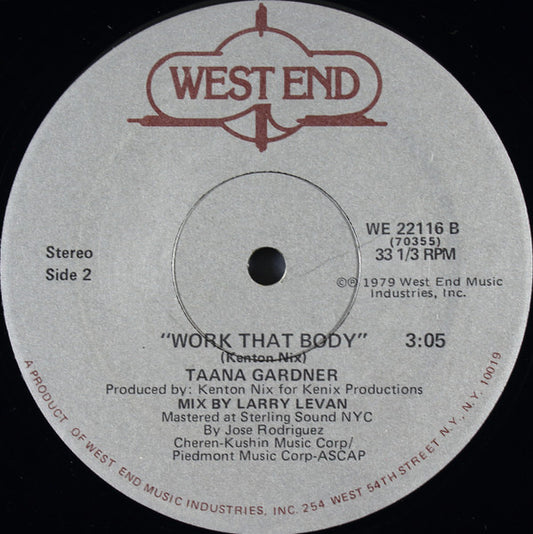 WEST END
WE 22116 B
(70355)
33 1/3 RPM
Stereo
Side 2
©℗ 1979 West End Music
Industries, Inc.
"WORK THAT BODY" 3:05
(Kenton Nix)
TAANA GARDNER
Produced by: Kenton Nix for Kenix Productions
MIX BY LARRY LEVAN
Mastered at Sterling Sound NYC
By Jose Rodriguez
Cheren-Kushin Music Corp/
Piedmont Music Corp-ASCAP
A PRODUCT OF WEST END MUSIC INDUSTRIES, INC. 254 WEST 54TH STREET N.Y., N.Y. 10019